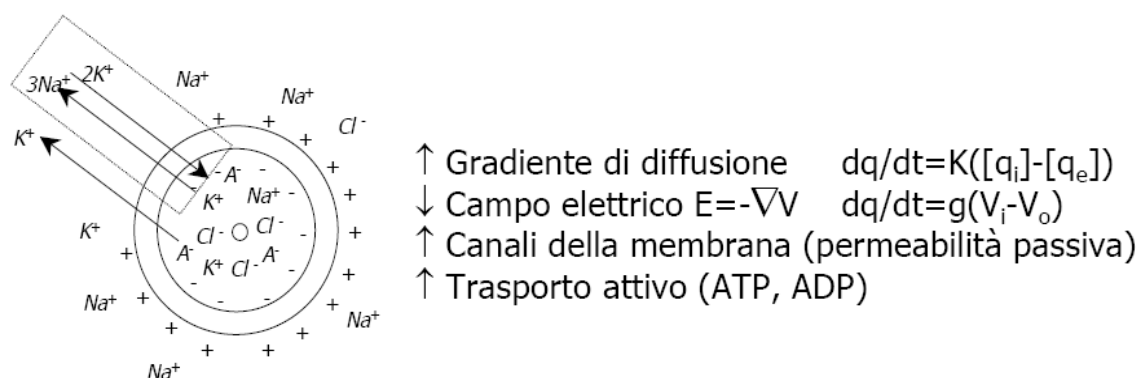 3Na⁺ 2K⁺ Na⁺
Na⁺
K⁺ Cl⁻
+ + + +
- A⁻ - -
↑ Gradiente di diffusione dq/dt=K([qᵢ]-[qₑ])
K⁺ Na⁺ -
↓ Campo elettrico E=-∇V dq/dt=g(Vᵢ-Vₒ)
K⁺ Cl⁻ Cl⁻ - +
↑ Canali della membrana (permeabilità passiva)
+ A⁻ K⁺ Cl⁻ A⁻ -
↑ Trasporto attivo (ATP, ADP)
Na⁺ + - - - +
+ + + + Na⁺
Na⁺